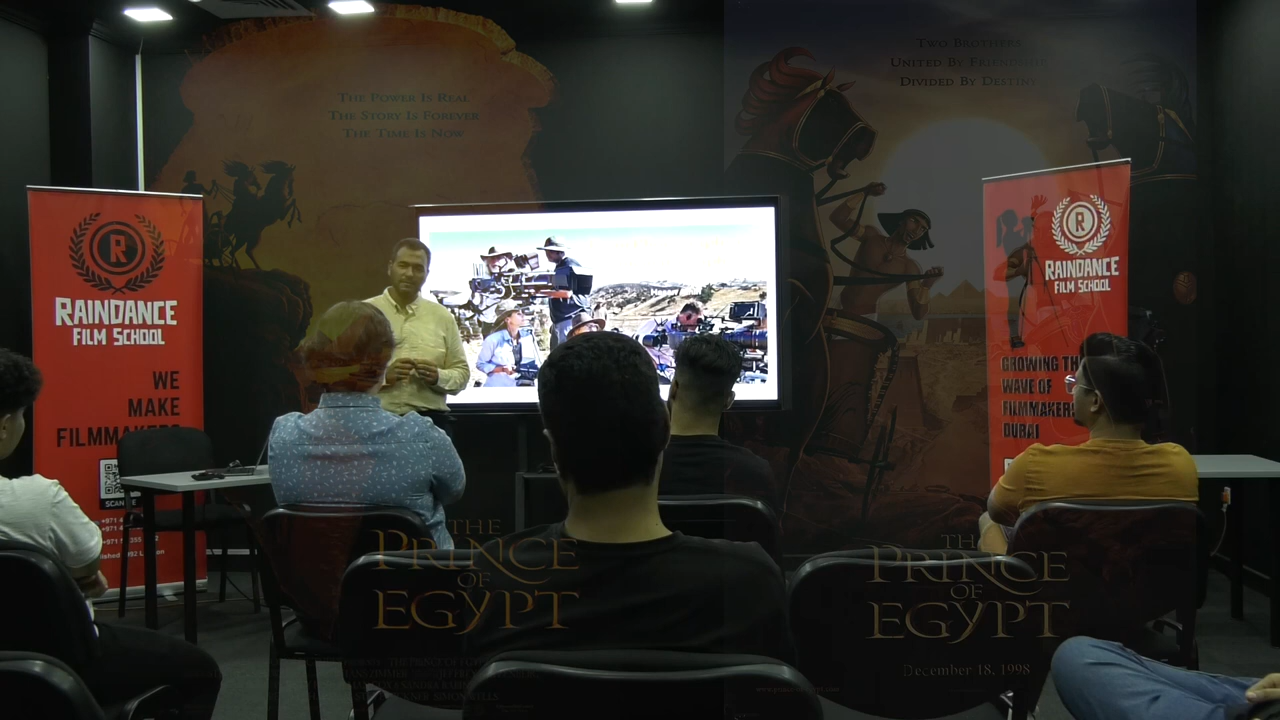 THE POWER IS REAL
THE STORY IS FOREVER
THE TIME IS NOW
TWO BROTHERS
UNITED BY FRIENDSHIP
DIVIDED BY DESTINY
R
RAINDANCE
FILM SCHOOL
WE
MAKE
FILMMAKERS
R
RAINDANCE
FILM SCHOOL
GROWING THE
WAVE OF
FILMMAKERS
DUBAI
THE
PRINCE
OF
EGYPT
THE
PRINCE
OF
EGYPT
December 18, 1998